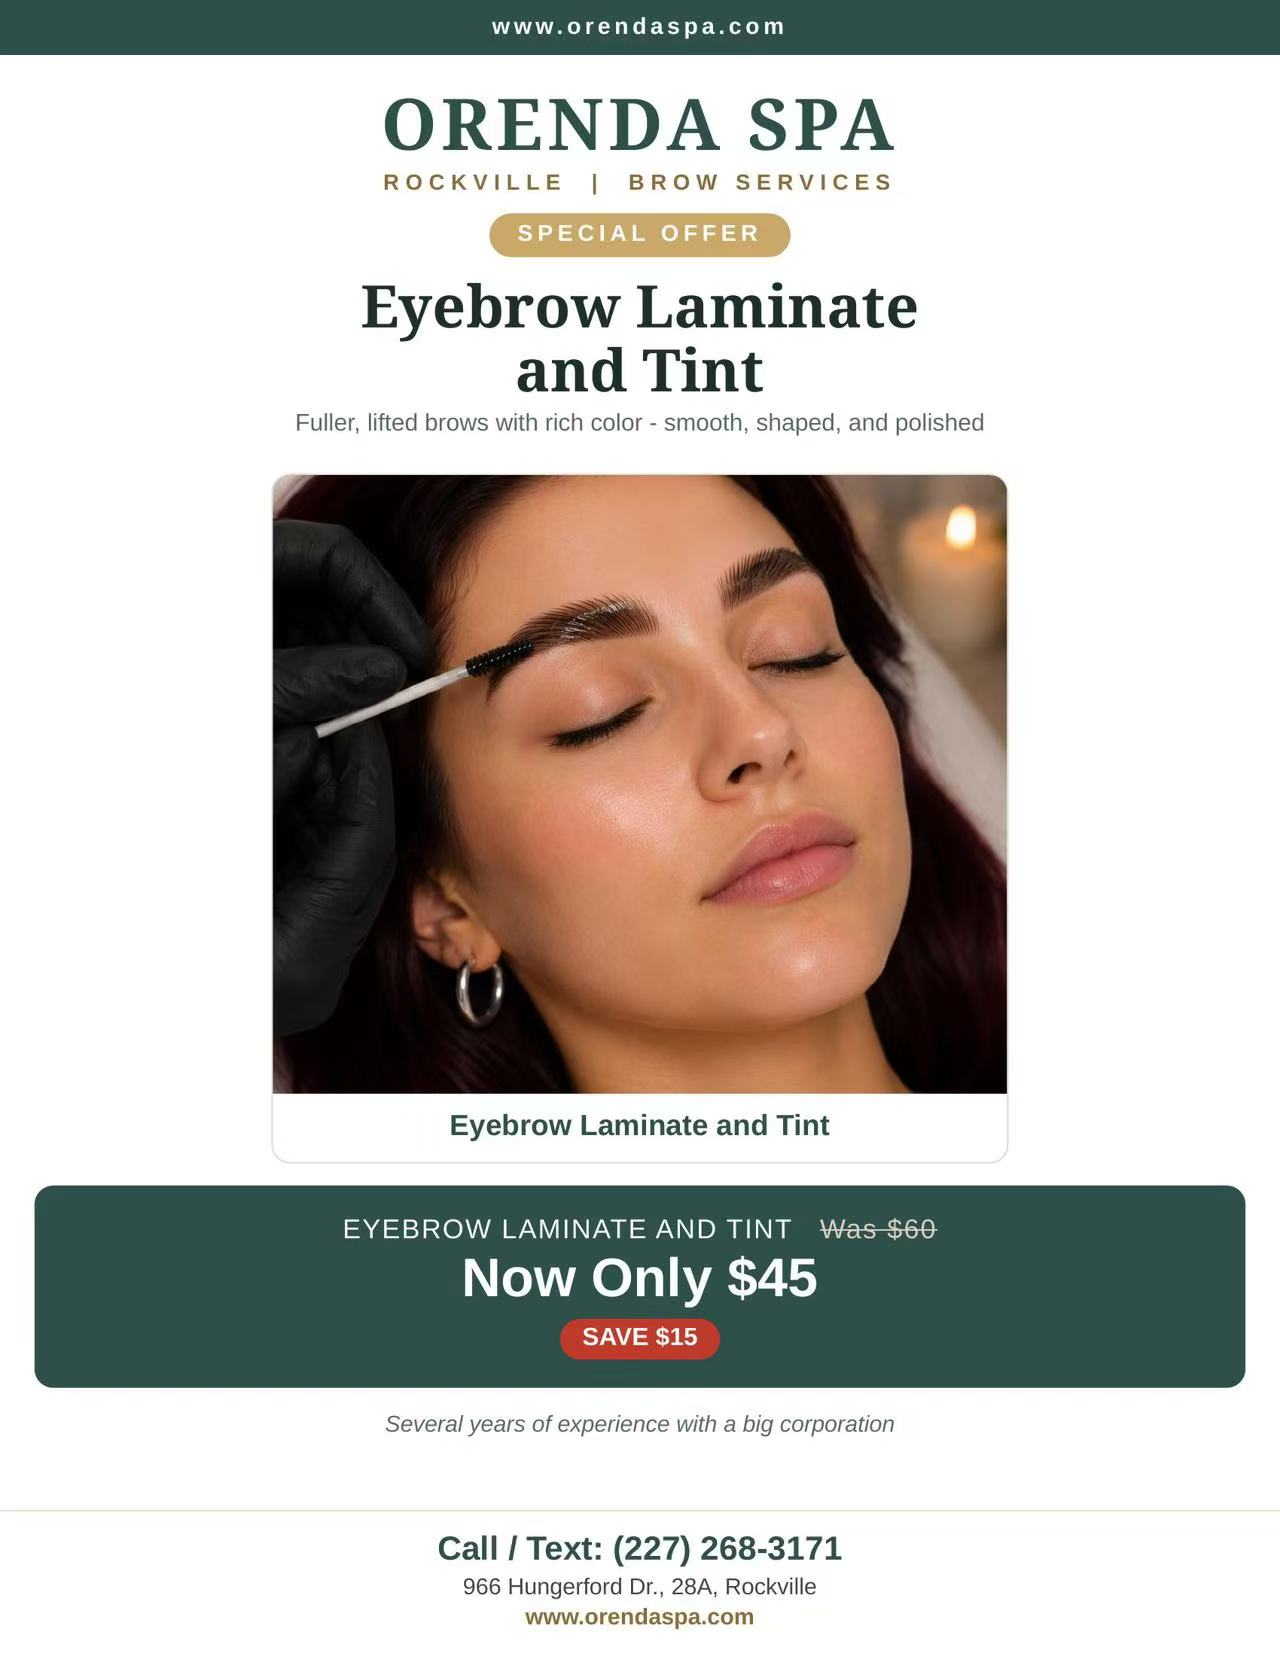 www.orendaspa.com
ORENDA SPA
ROCKVILLE | BROW SERVICES
SPECIAL OFFER
Eyebrow Laminate
and Tint
Fuller, lifted brows with rich color - smooth, shaped, and polished
Eyebrow Laminate and Tint
EYEBROW LAMINATE AND TINT Was $60
Now Only $45
SAVE $15
Several years of experience with a big corporation
Call / Text: (227) 268-3171
966 Hungerford Dr., 28A, Rockville
www.orendaspa.com